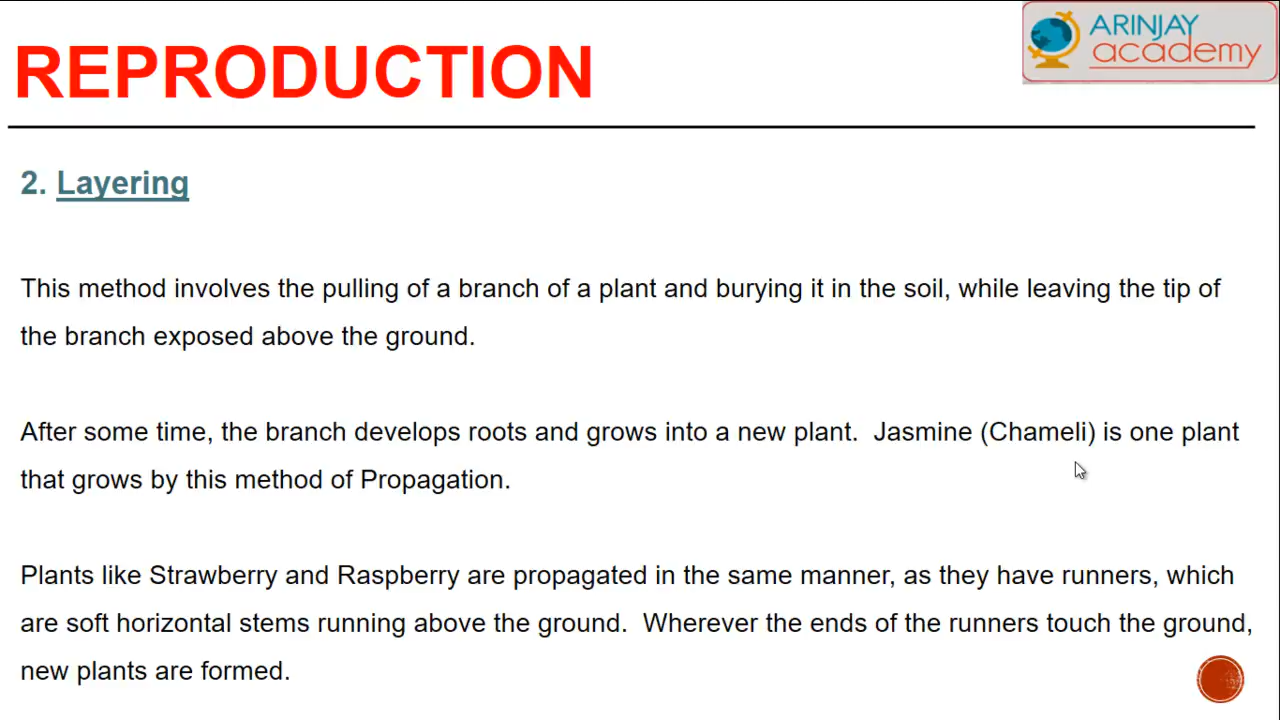 REPRODUCTION
ARINJAY
academy
2. Layering
This method involves the pulling of a branch of a plant and burying it in the soil, while leaving the tip of
the branch exposed above the ground.
After some time, the branch develops roots and grows into a new plant.  Jasmine (Chameli) is one plant
that grows by this method of Propagation.
Plants like Strawberry and Raspberry are propagated in the same manner, as they have runners, which
are soft horizontal stems running above the ground.  Wherever the ends of the runners touch the ground,
new plants are formed.